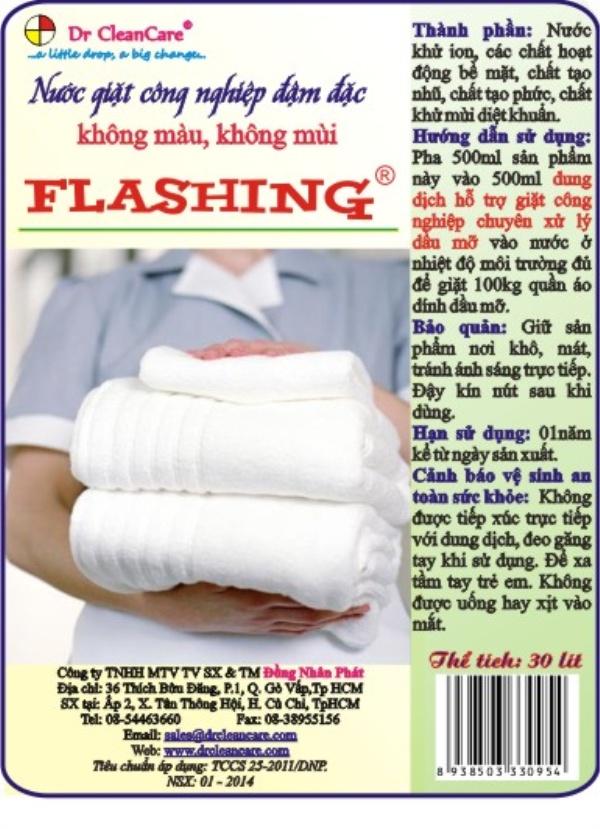 Dr CleanCare®
...a little drop, a big change...
Nước giặt công nghiệp đậm đặc
không màu, không mùi
FLASHING®
Thành phần: Nước
khử ion, các chất hoạt
động bề mặt, chất tạo
nhũ, chất tạo phức, chất
khử mùi diệt khuẩn.
Hướng dẫn sử dụng:
Pha 500ml sản phẩm
này vào 500ml dung
dịch hỗ trợ giặt công
nghiệp chuyên xử lý
dầu mỡ vào nước ở
nhiệt độ môi trường đủ
để giặt 100kg quần áo
dính dầu mỡ.
Bảo quản: Giữ sản
phẩm nơi khô, mát,
tránh ánh sáng trực tiếp.
Đậy kín nút sau khi
dùng.
Hạn sử dụng: 01năm
kể từ ngày sản xuất.
Cảnh báo vệ sinh an
toàn sức khỏe: Không
được tiếp xúc trực tiếp
với dung dịch, đeo găng
tay khi sử dụng. Để xa
tầm tay trẻ em. Không
được uống hay xịt vào
mắt.
Thể tích: 30 lít
8 938503 330954
Công ty TNHH MTV TV SX & TM Đồng Nhân Phát
Địa chỉ: 36 Thích Bửu Đăng, P.1, Q. Gò Vấp,Tp HCM
SX tại: Ấp 2, X. Tân Thông Hội, H. Củ Chi, TpHCM
Tel: 08-54463660 Fax: 08-38955156
Email: sales@drcleancare.com
Web: www.drcleancare.com
Tiêu chuẩn áp dụng: TCCS 25-2011/DNP.
NSX: 01 - 2014